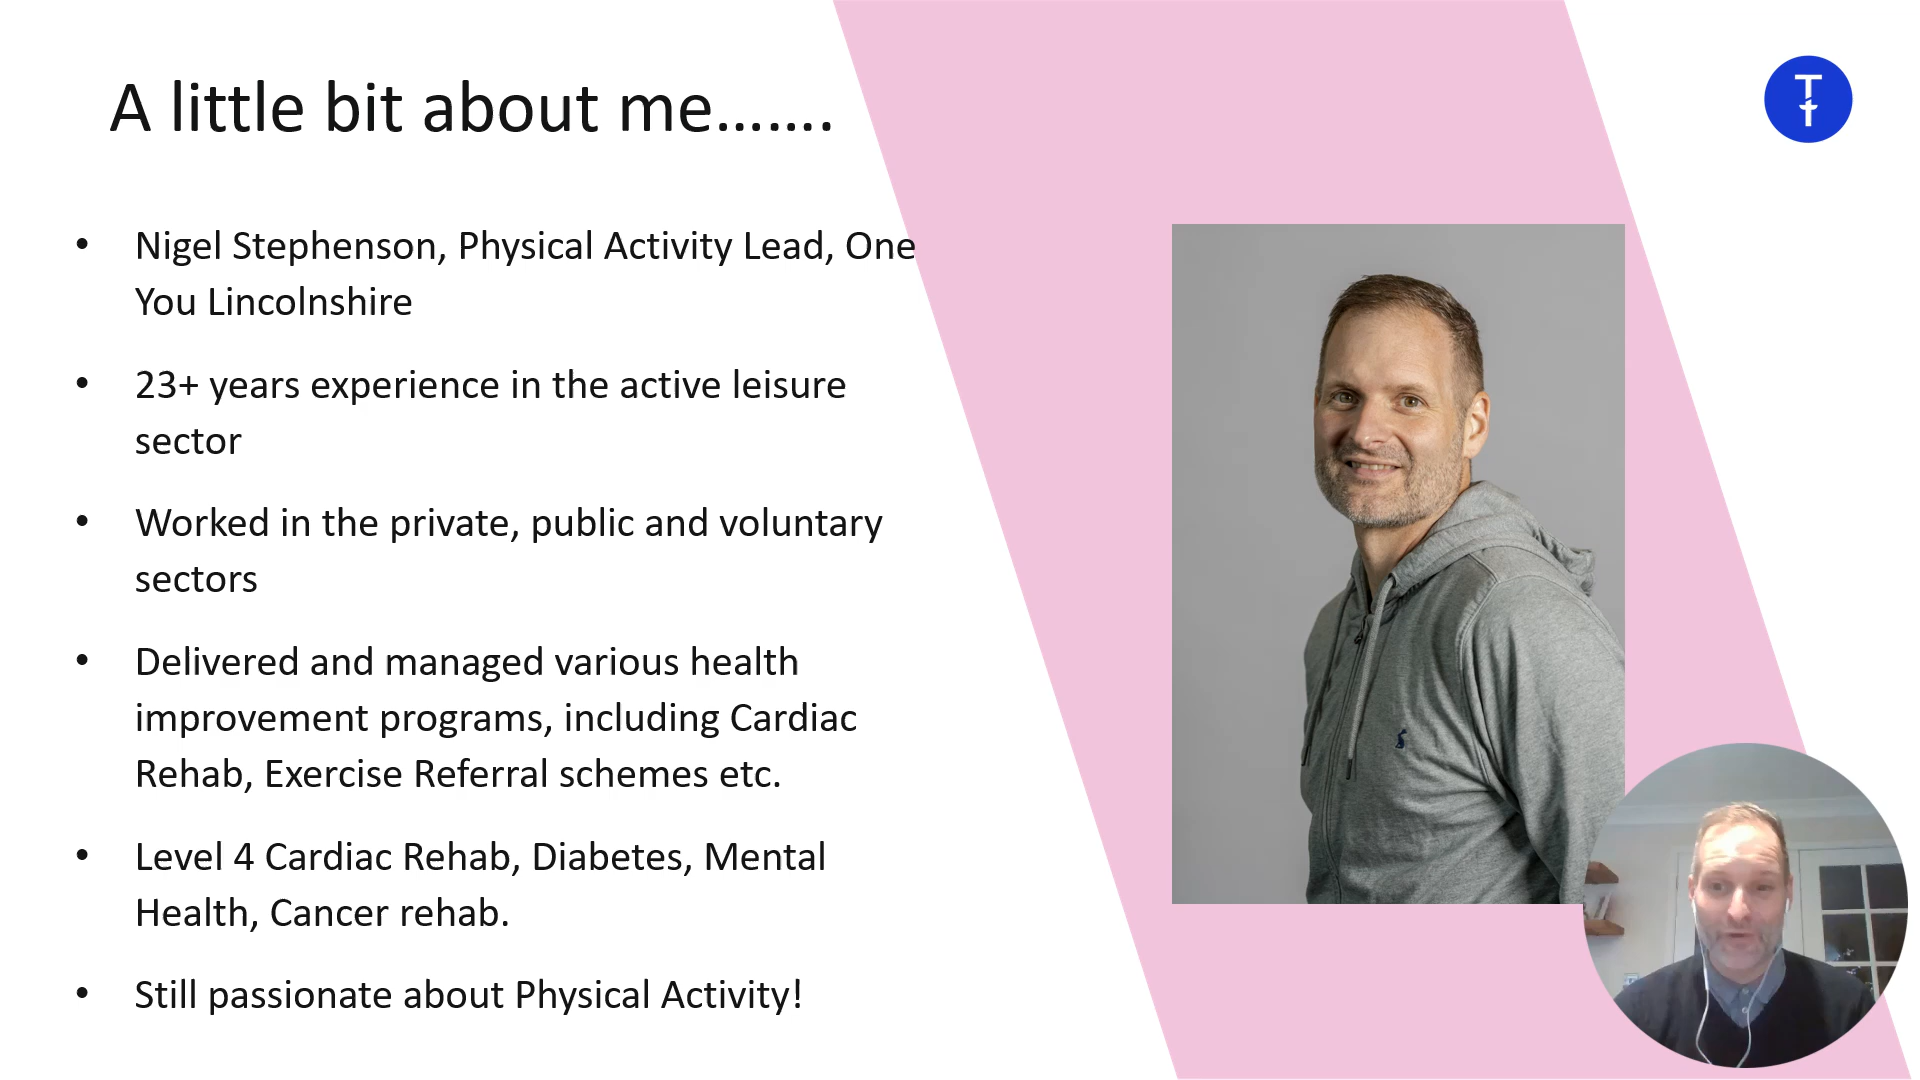 A little bit about me…….
• Nigel Stephenson, Physical Activity Lead, One
You Lincolnshire
• 23+ years experience in the active leisure
sector
• Worked in the private, public and voluntary
sectors
• Delivered and managed various health
improvement programs, including Cardiac
Rehab, Exercise Referral schemes etc.
• Level 4 Cardiac Rehab, Diabetes, Mental
Health, Cancer rehab.
• Still passionate about Physical Activity!